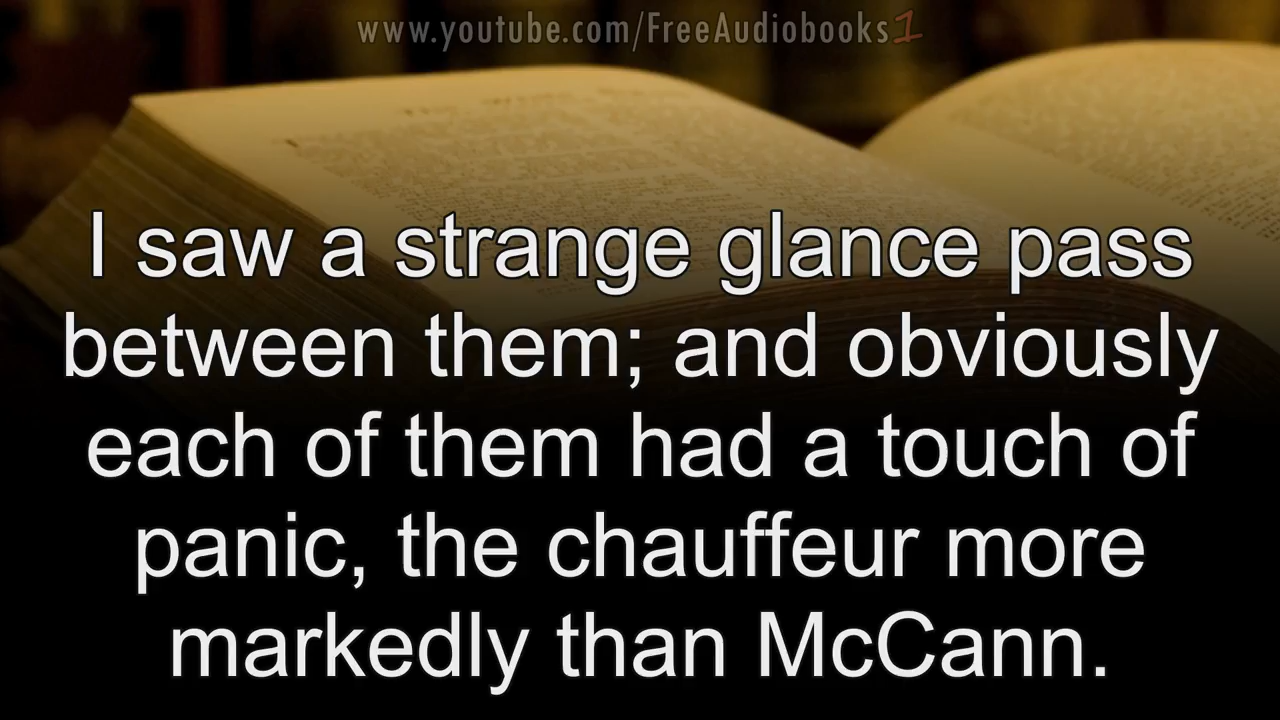 www.youtube.com/FreeAudiobooks1
I saw a strange glance pass
between them; and obviously
each of them had a touch of
panic, the chauffeur more
markedly than McCann.